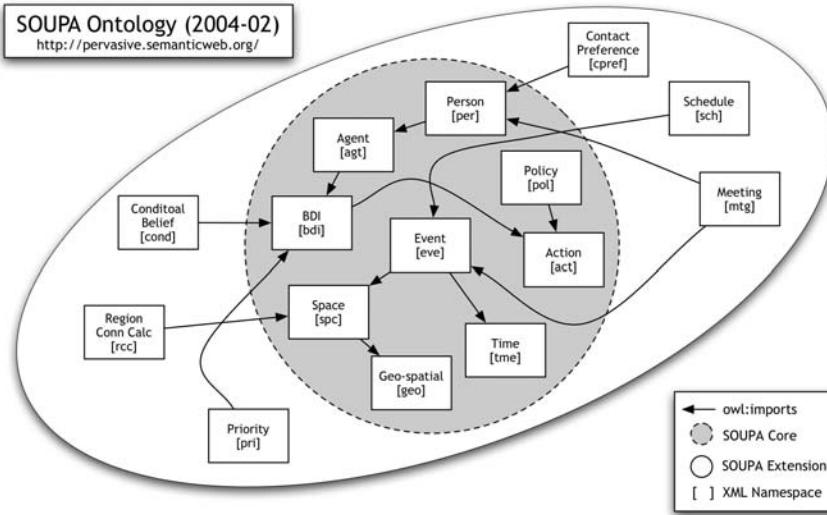 SOUPA Ontology (2004-02)
http://pervasive.semanticweb.org/
Contact
Preference
[cpref]
Person
[per]
Schedule
[sch]
Agent
[agt]
Policy
[pol]
Meeting
[mtg]
Conditoal
Belief
[cond]
BDI
[bdi]
Event
[eve]
Action
[act]
Space
[spc]
Region
Conn Calc
[rcc]
Time
[tme]
Geo-spatial
[geo]
Priority
[pri]
owl:imports
SOUPA Core
SOUPA Extension
[ ] XML Namespace